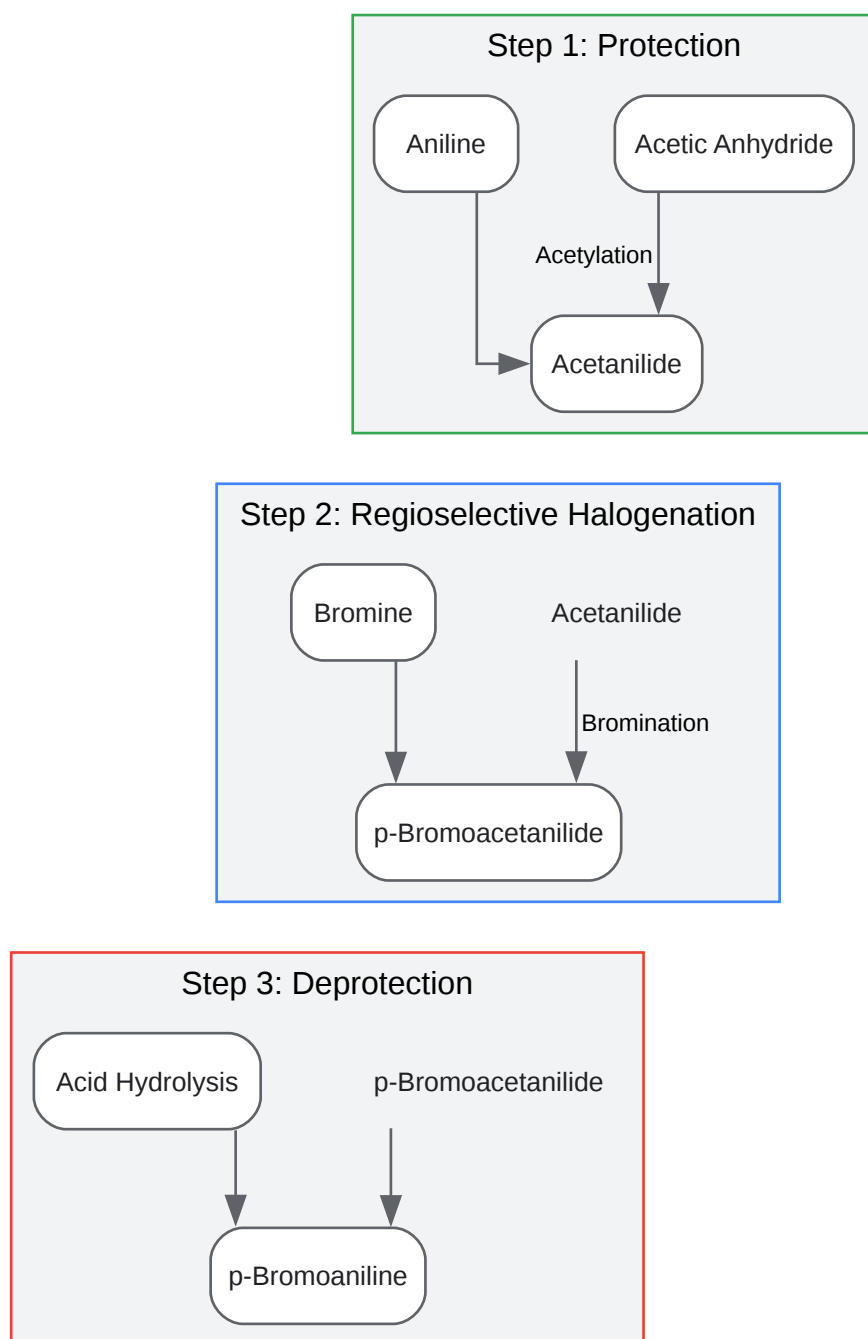 Step 1: Protection
Aniline
Acetic Anhydride
Acetylation
Acetanilide
Step 2: Regioselective Halogenation
Bromine
Acetanilide
Bromination
p-Bromoacetanilide
Step 3: Deprotection
Acid Hydrolysis
p-Bromoacetanilide
p-Bromoaniline